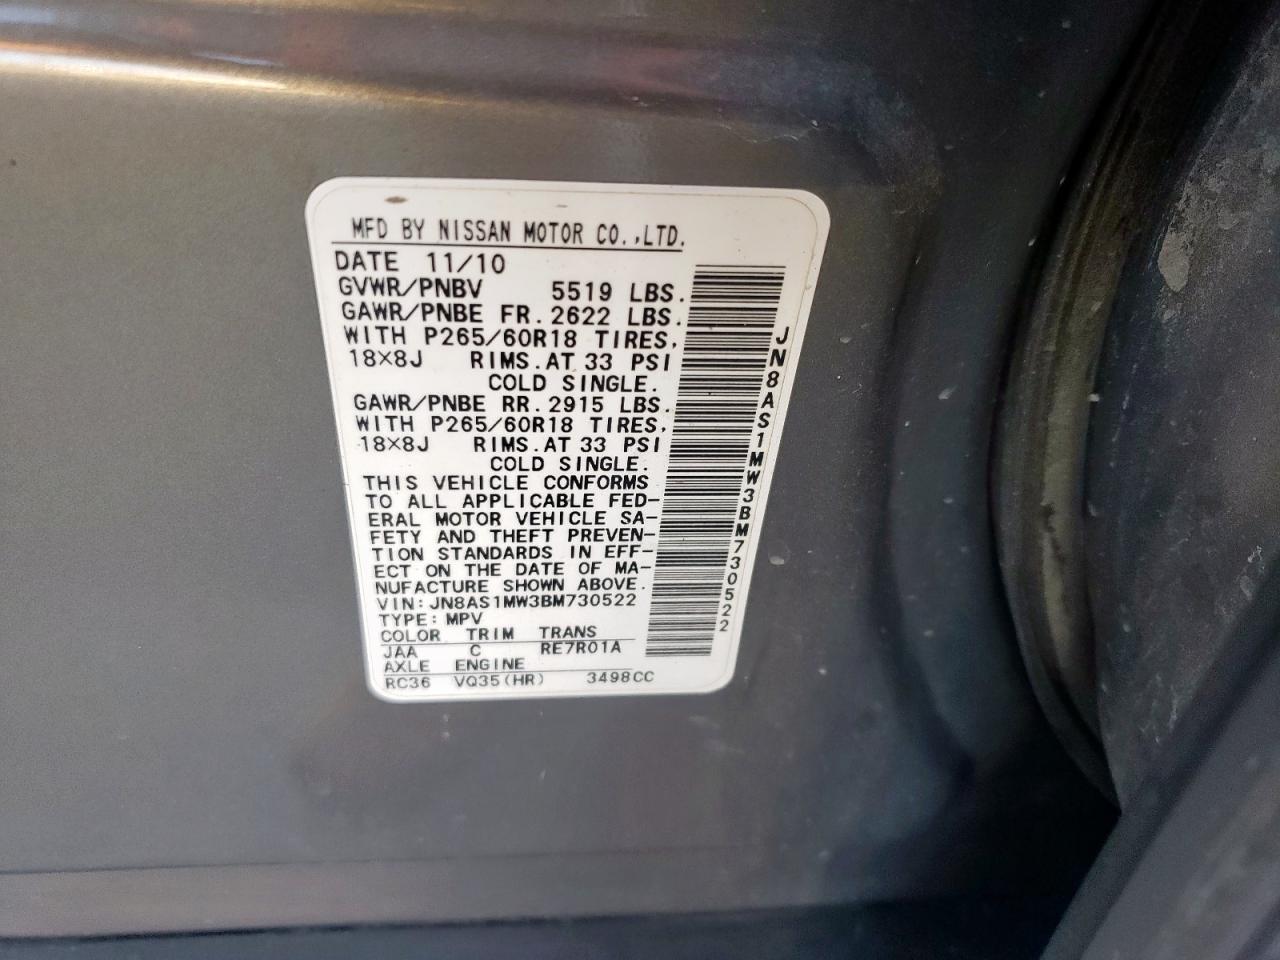 MFD BY NISSAN MOTOR CO.,LTD.
DATE 11/10
GVWR/PNBV 5519 LBS.
GAWR/PNBE FR. 2622 LBS.
WITH P265/60R18 TIRES,
18×8J RIMS. AT 33 PSI
COLD SINGLE.
GAWR/PNBE RR. 2915 LBS.
WITH P265/60R18 TIRES,
18×8J RIMS. AT 33 PSI
COLD SINGLE.
THIS VEHICLE CONFORMS
TO ALL APPLICABLE FED-
ERAL MOTOR VEHICLE SA-
FETY AND THEFT PREVEN-
TION STANDARDS IN EFF-
ECT ON THE DATE OF MA-
NUFACTURE SHOWN ABOVE.
VIN: JN8AS1MW3BM730522
TYPE: MPV
COLOR TRIM TRANS
JAA C RE7R01A
AXLE ENGINE
RC36 VQ35(HR) 3498CC
JN8AS1MW3BM730522